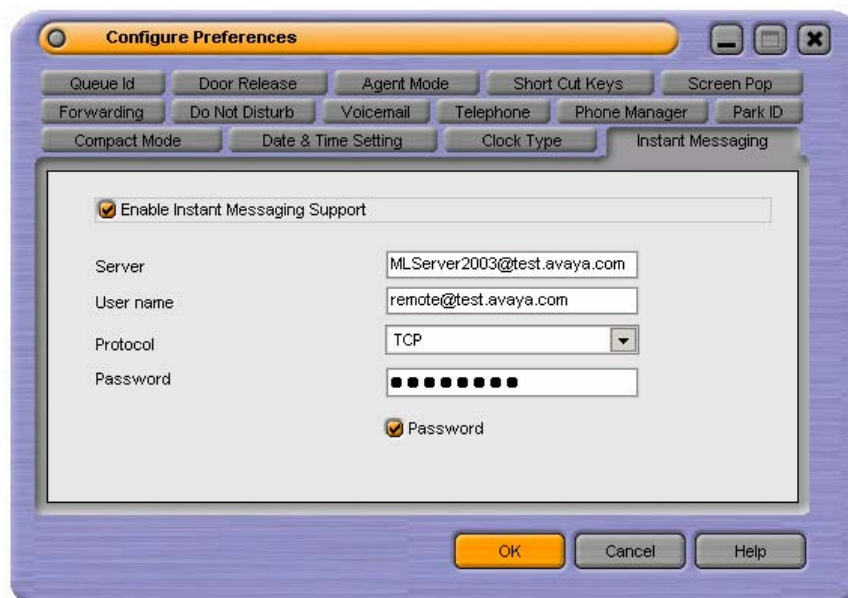 Configure Preferences
Queue Id Door Release Agent Mode Short Cut Keys Screen Pop
Forwarding Do Not Disturb Voicemail Telephone Phone Manager Park ID
Compact Mode Date & Time Setting Clock Type Instant Messaging
Enable Instant Messaging Support
Server MLServer2003@test.avaya.com
User name remote@test.avaya.com
Protocol TCP
Password ●●●●●●●●
Password
OK Cancel Help